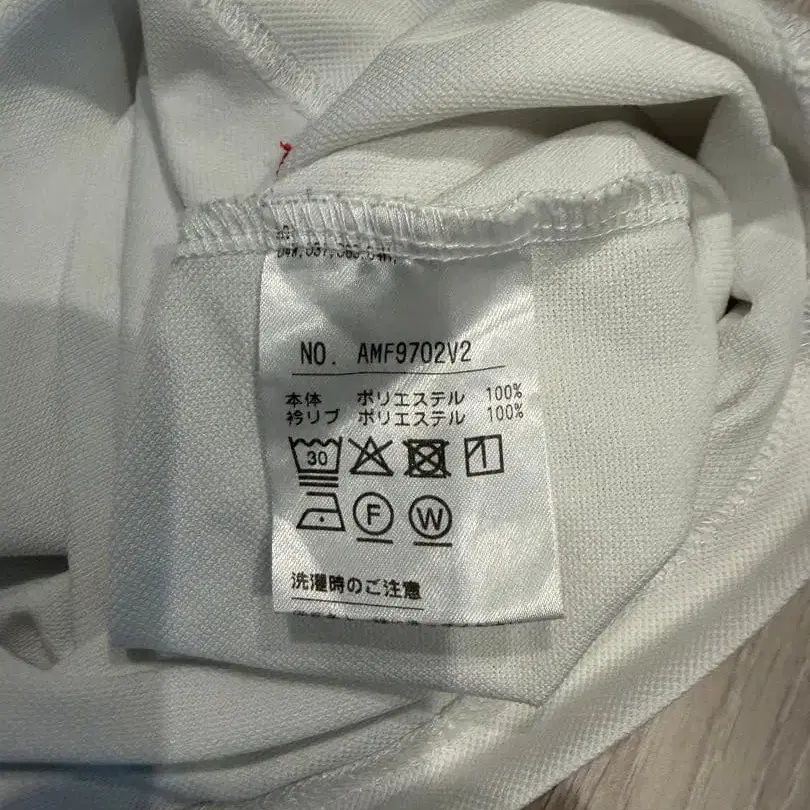 NO. AMF9702V2
本体 ポリエステル 100%
衿リブ ポリエステル 100%
30
F W
洗濯時のご注意